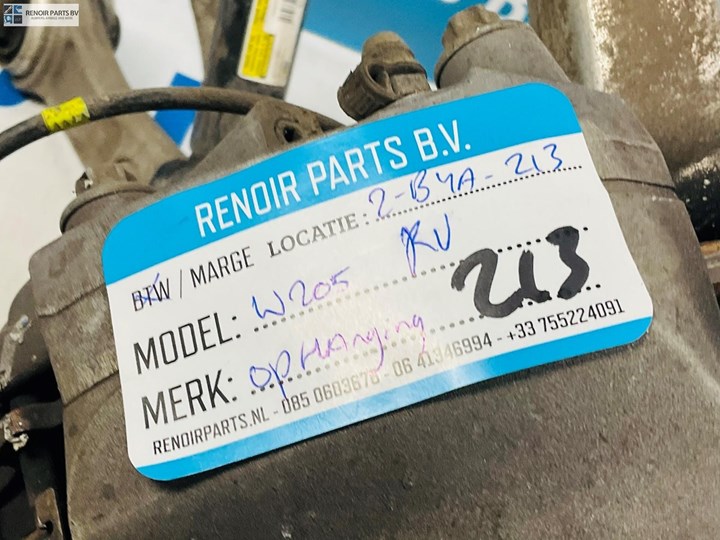 RENOIR PARTS BV
RENOIR PARTS B.V.
BTW / MARGE LOCATIE: 2-B4A-213
MODEL: W205 RV
213
MERK: opHanging
RENOIRPARTS.NL - 085 0603678 - 06 41346994 - +33 755224091